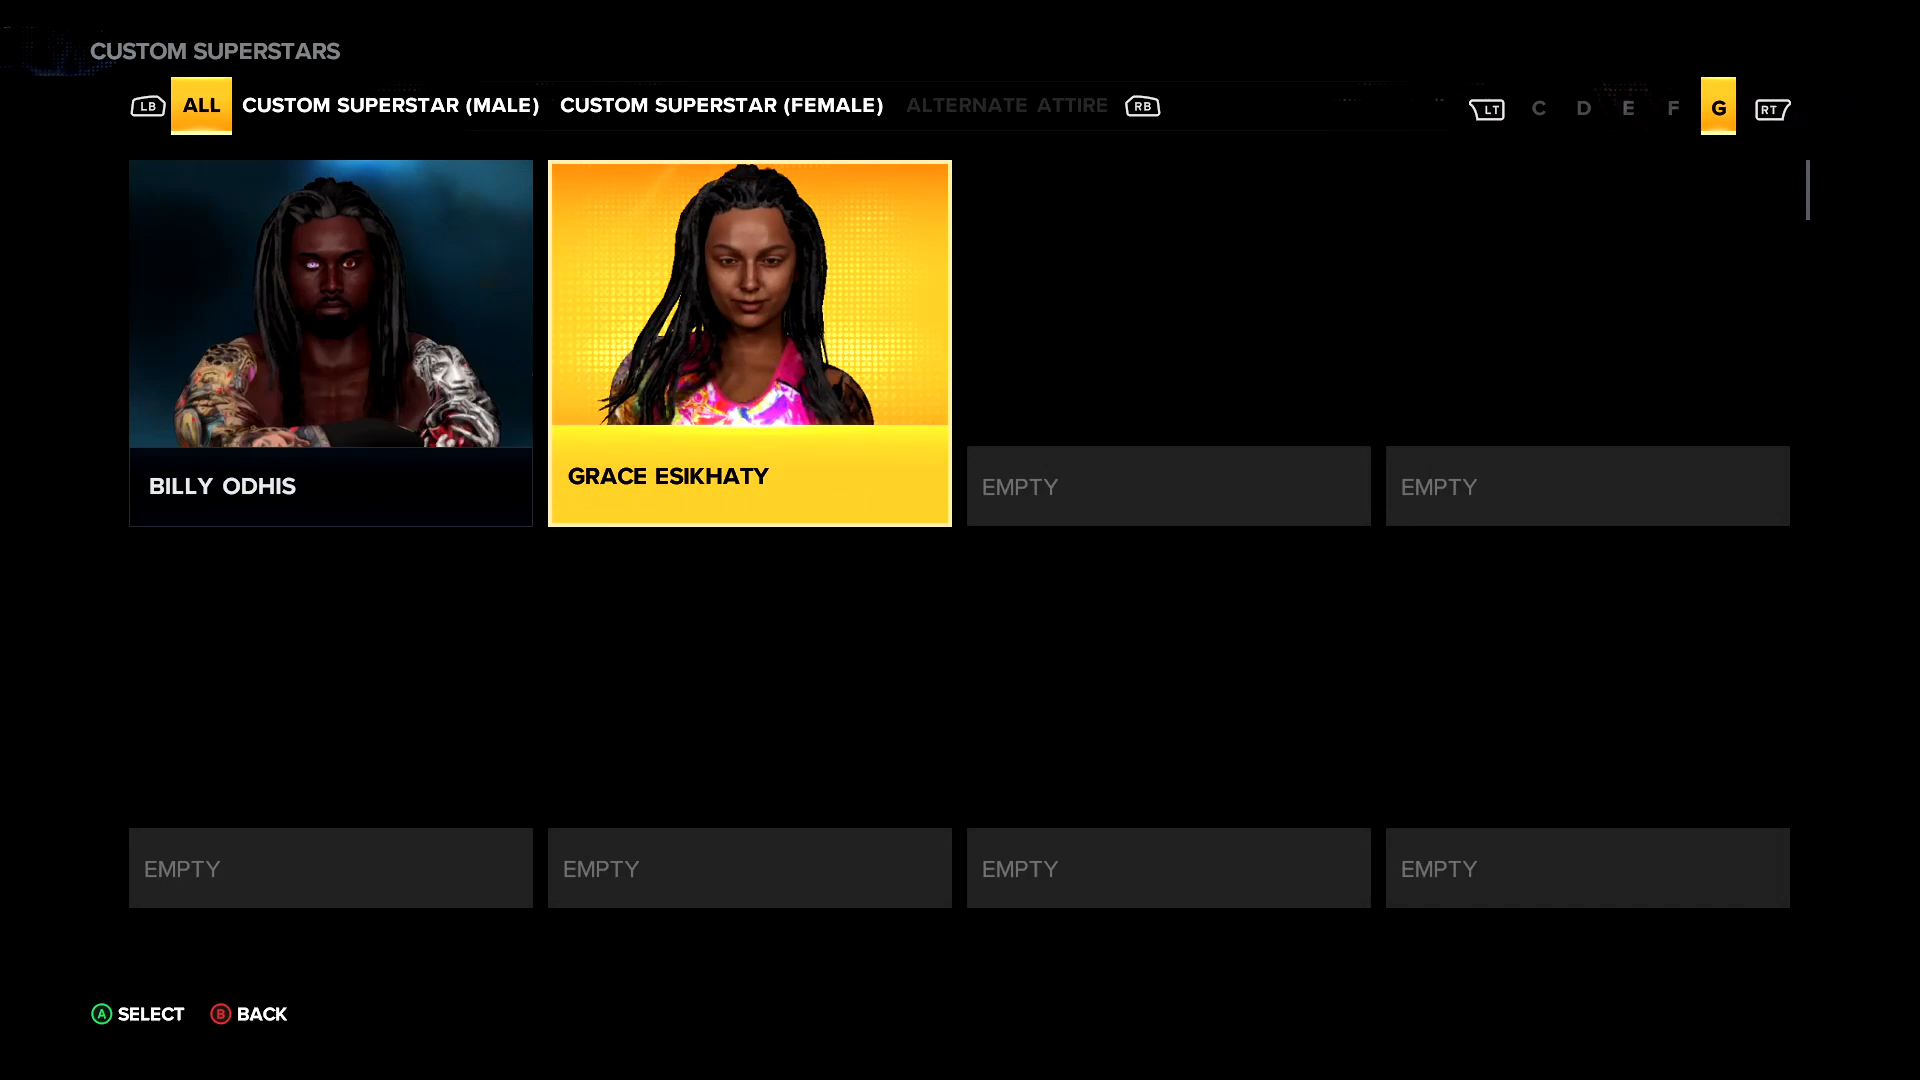 CUSTOM SUPERSTARS
LB ALL CUSTOM SUPERSTAR (MALE) CUSTOM SUPERSTAR (FEMALE) ALTERNATE ATTIRE RB LT C D E F G RT
BILLY ODHIS
GRACE ESIKHATY
EMPTY
EMPTY
EMPTY
EMPTY
EMPTY
EMPTY
A SELECT B BACK